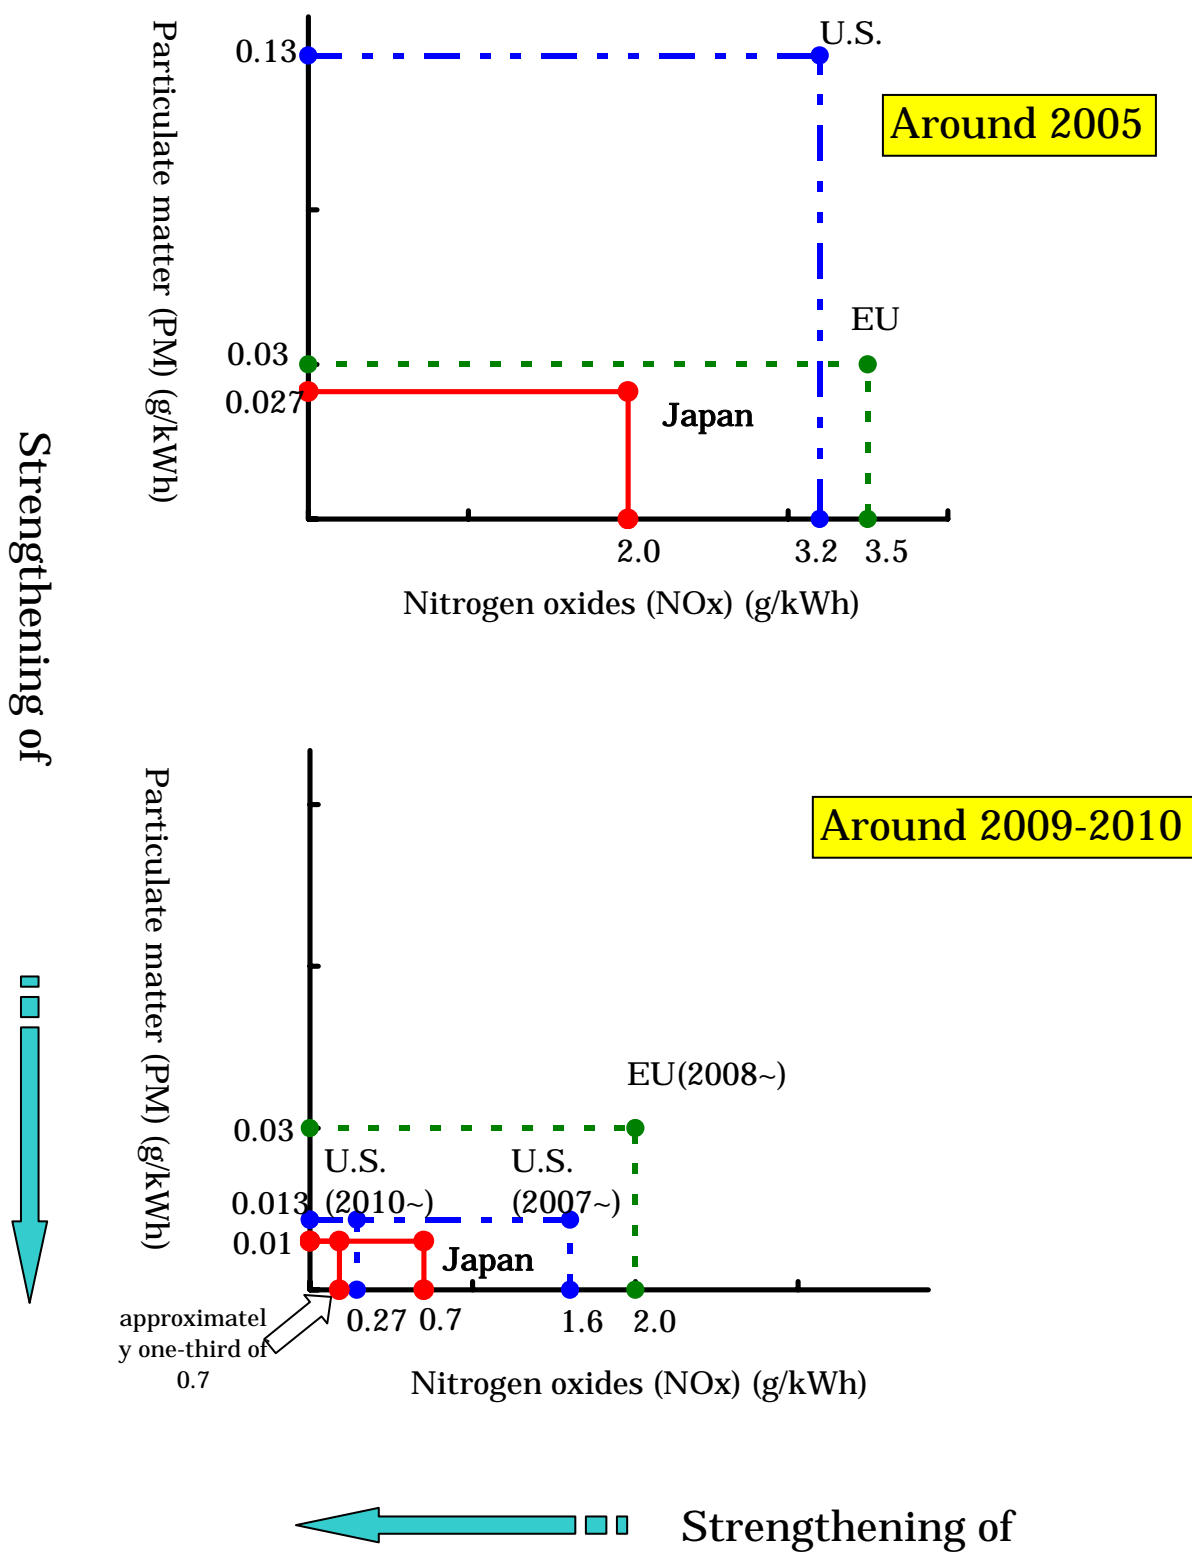 U.S.
0.13
Around 2005
Particulate matter (PM) (g/kWh)
EU
0.03
0.027
Japan
2.0
3.2
3.5
Nitrogen oxides (NOx) (g/kWh)
Strengthening of
Around 2009-2010
Particulate matter (PM) (g/kWh)
EU(2008~)
0.03
U.S.
(2010~)
U.S.
(2007~)
0.013
0.01
Japan
0.27
0.7
1.6
2.0
approximatel
y one-third of
0.7
Nitrogen oxides (NOx) (g/kWh)
Strengthening of